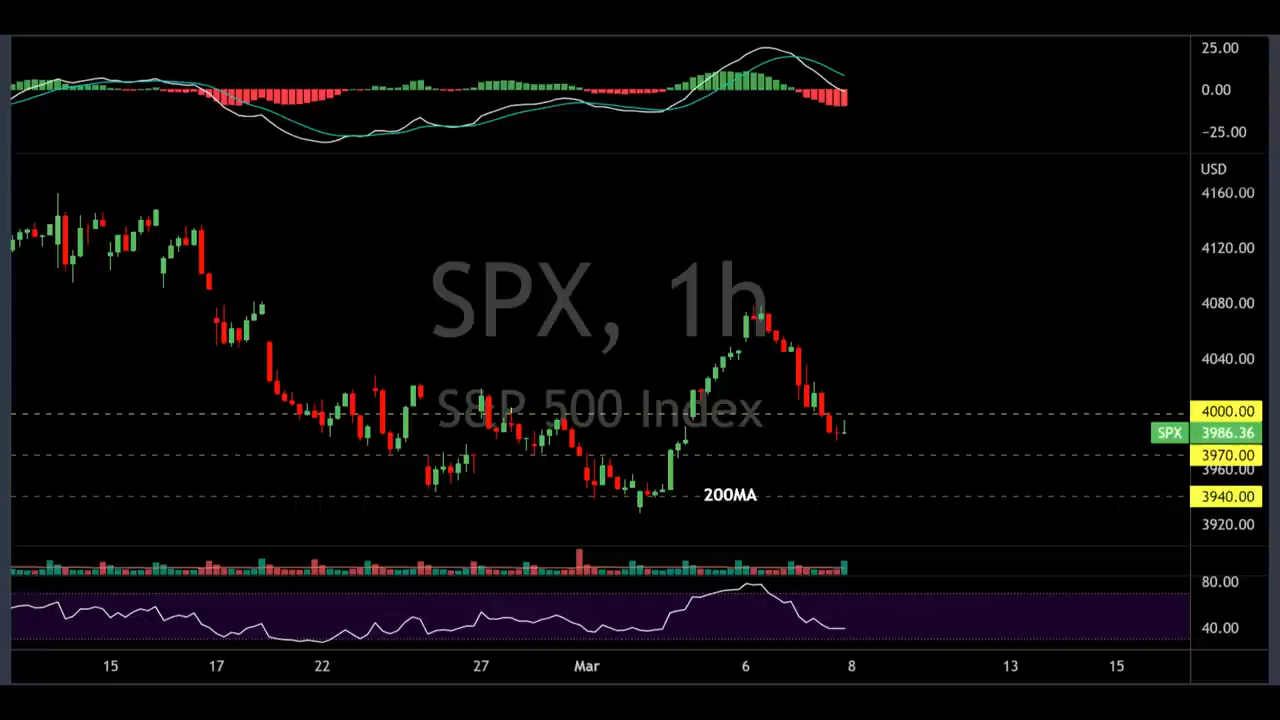 25.00
0.00
−25.00
USD
4160.00
4120.00
4080.00
SPX, 1h
4040.00
S&P 500 Index
4000.00
SPX 3986.36
3970.00
3960.00
200MA
3940.00
3920.00
80.00
40.00
15 17 22 27 Mar 6 8 13 15